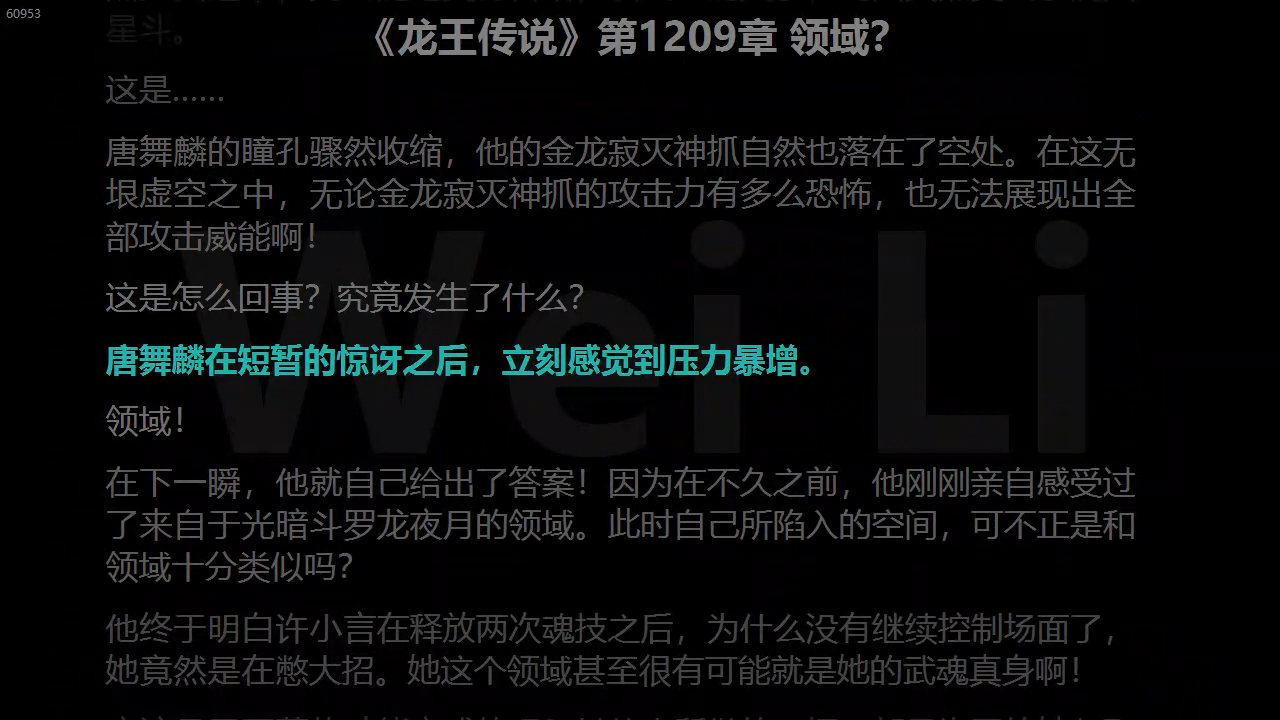 60953
星斗。
《龙王传说》第1209章 领域？
这是……
唐舞麟的瞳孔骤然收缩，他的金龙寂灭神抓自然也落在了空处。在这无
垠虚空之中，无论金龙寂灭神抓的攻击力有多么恐怖，也无法展现出全
部攻击威能啊！
这是怎么回事？究竟发生了什么？
唐舞麟在短暂的惊讶之后，立刻感觉到压力暴增。
领域！
在下一瞬，他就自己给出了答案！因为在不久之前，他刚刚亲自感受过
了来自于光暗斗罗龙夜月的领域。此时自己所陷入的空间，可不正是和
领域十分类似吗？
他终于明白许小言在释放两次魂技之后，为什么没有继续控制场面了，
她竟然是在憋大招。她这个领域甚至很有可能就是她的武魂真身啊！
Wei Li